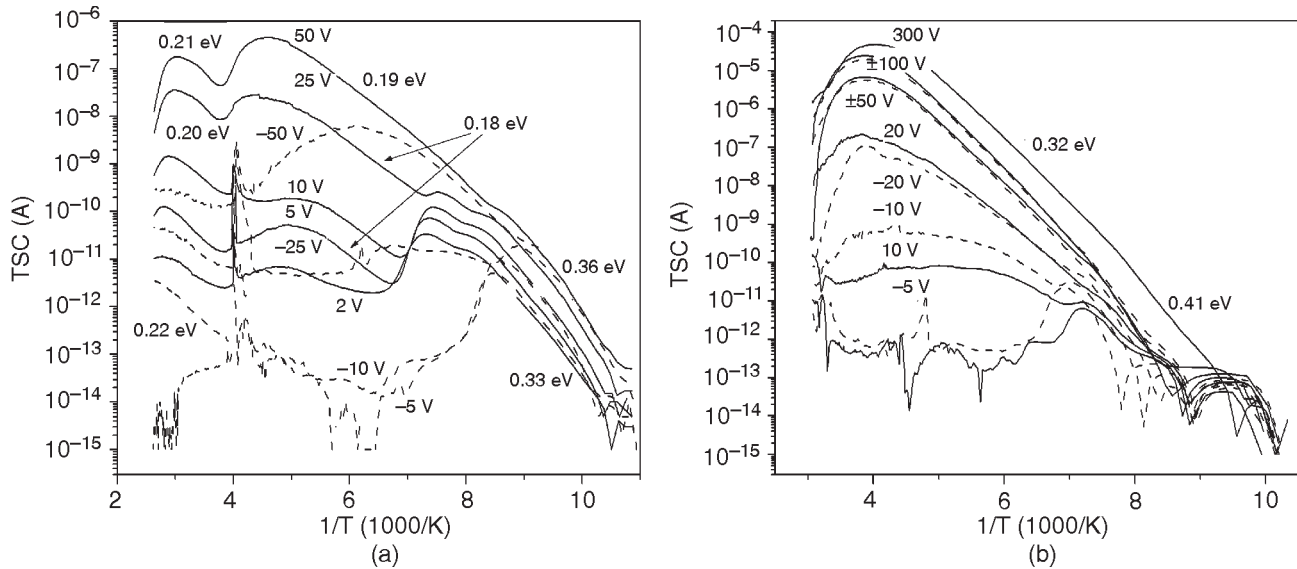 10⁻⁶
10⁻⁷
10⁻⁸
10⁻⁹
10⁻¹⁰
10⁻¹¹
10⁻¹²
10⁻¹³
10⁻¹⁴
10⁻¹⁵
TSC (A)
0.21 eV
50 V
25 V
0.19 eV
0.20 eV
−50 V
0.18 eV
10 V
5 V
−25 V
2 V
0.36 eV
0.22 eV
−10 V
−5 V
0.33 eV
2
4
6
8
10
1/T (1000/K)
(a)
10⁻⁴
10⁻⁵
10⁻⁶
10⁻⁷
10⁻⁸
10⁻⁹
10⁻¹⁰
10⁻¹¹
10⁻¹²
10⁻¹³
10⁻¹⁴
10⁻¹⁵
TSC (A)
300 V
±100 V
±50 V
0.32 eV
20 V
−20 V
−10 V
10 V
−5 V
0.41 eV
4
6
8
10
1/T (1000/K)
(b)